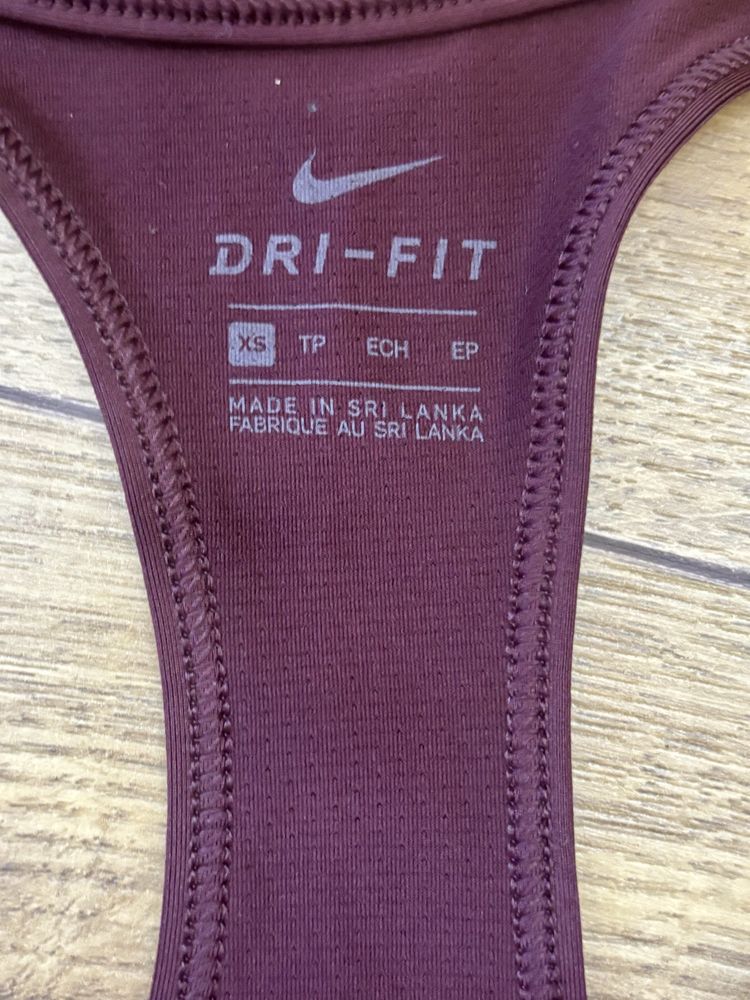 DRI-FIT
XS TP ECH EP
MADE IN SRI LANKA
FABRIQUE AU SRI LANKA